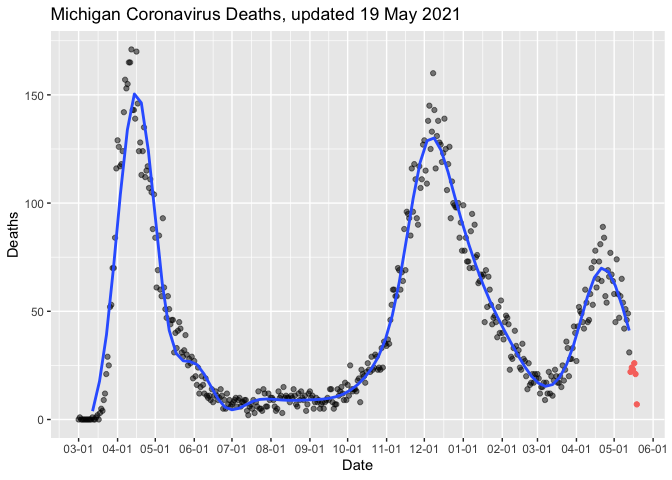 Michigan Coronavirus Deaths, updated 19 May 2021
150
100
50
0
Deaths
03-01 04-01 05-01 06-01 07-01 08-01 09-01 10-01 11-01 12-01 01-01 02-01 03-01 04-01 05-01 06-01
Date